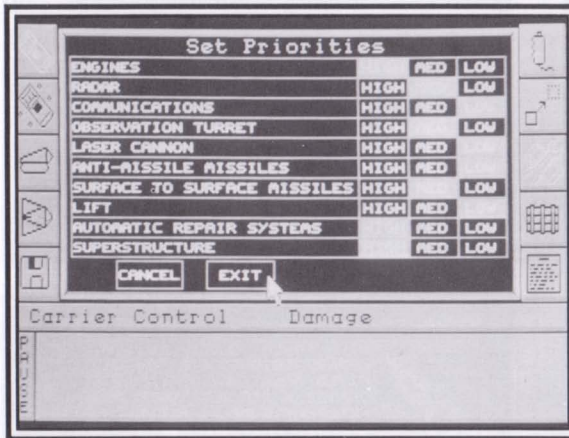 Set Priorities
ENGINES MED LOW
RADAR HIGH LOW
COMMUNICATIONS HIGH MED
OBSERVATION TURRET HIGH LOW
LASER CANNON HIGH MED
ANTI-MISSILE MISSILES HIGH MED
SURFACE TO SURFACE MISSILES HIGH LOW
LIFT HIGH MED
AUTOMATIC REPAIR SYSTEMS MED LOW
SUPERSTRUCTURE MED LOW
CANCEL EXIT
Carrier Control Damage
PAUSE